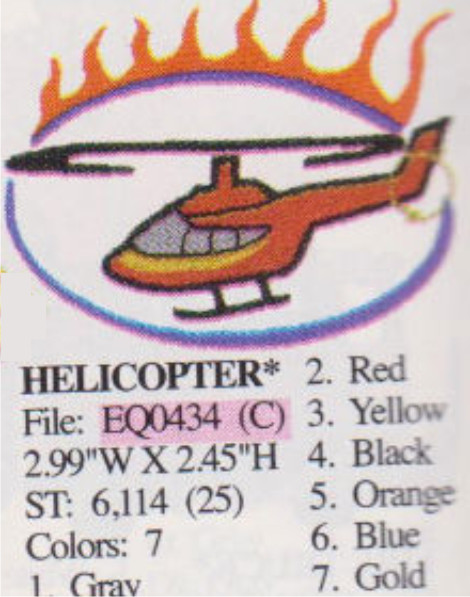 HELICOPTER*
File: EQ0434 (C)
2.99"W X 2.45"H
ST: 6,114 (25)
Colors: 7
1. Gray
2. Red
3. Yellow
4. Black
5. Orange
6. Blue
7. Gold